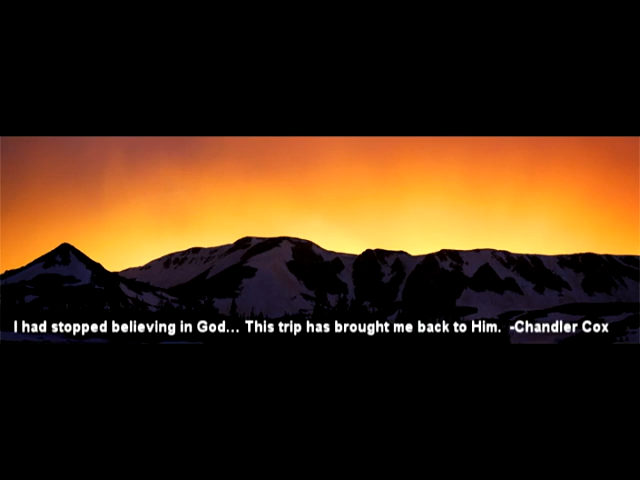 I had stopped believing in God... This trip has brought me back to Him.  -Chandler Cox